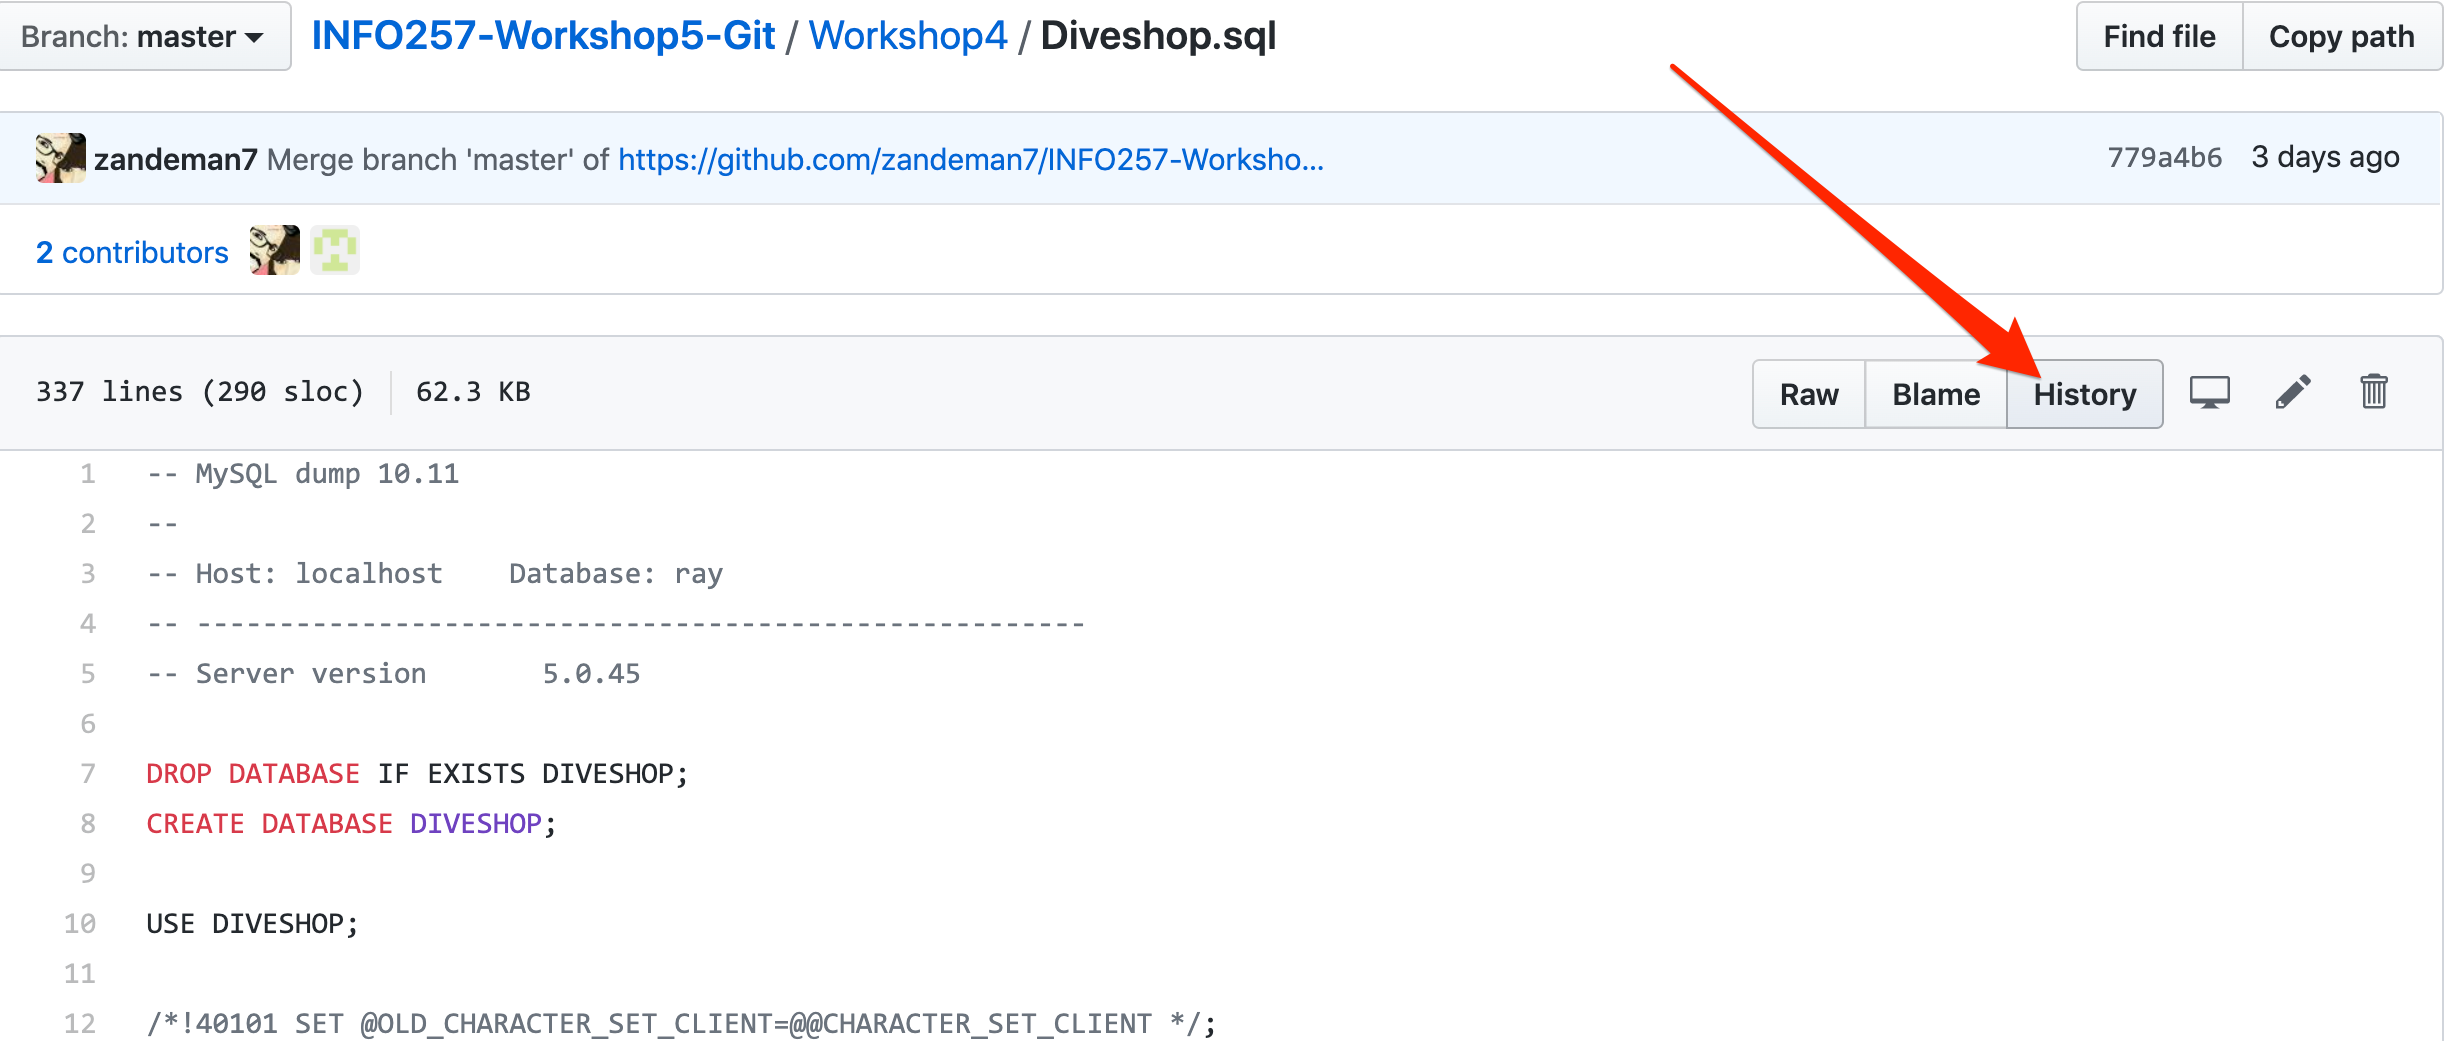 Branch: master INFO257-Workshop5-Git / Workshop4 / Diveshop.sql Find file Copy path
zandeman7 Merge branch 'master' of https://github.com/zandeman7/INFO257-Worksho... 779a4b6 3 days ago
2 contributors
337 lines (290 sloc) 62.3 KB Raw Blame History
1 -- MySQL dump 10.11
2 --
3 -- Host: localhost    Database: ray
4 -- ------------------------------------------------------
5 -- Server version       5.0.45
6
7 DROP DATABASE IF EXISTS DIVESHOP;
8 CREATE DATABASE DIVESHOP;
9
10 USE DIVESHOP;
11
12 /*!40101 SET @OLD_CHARACTER_SET_CLIENT=@@CHARACTER_SET_CLIENT */;